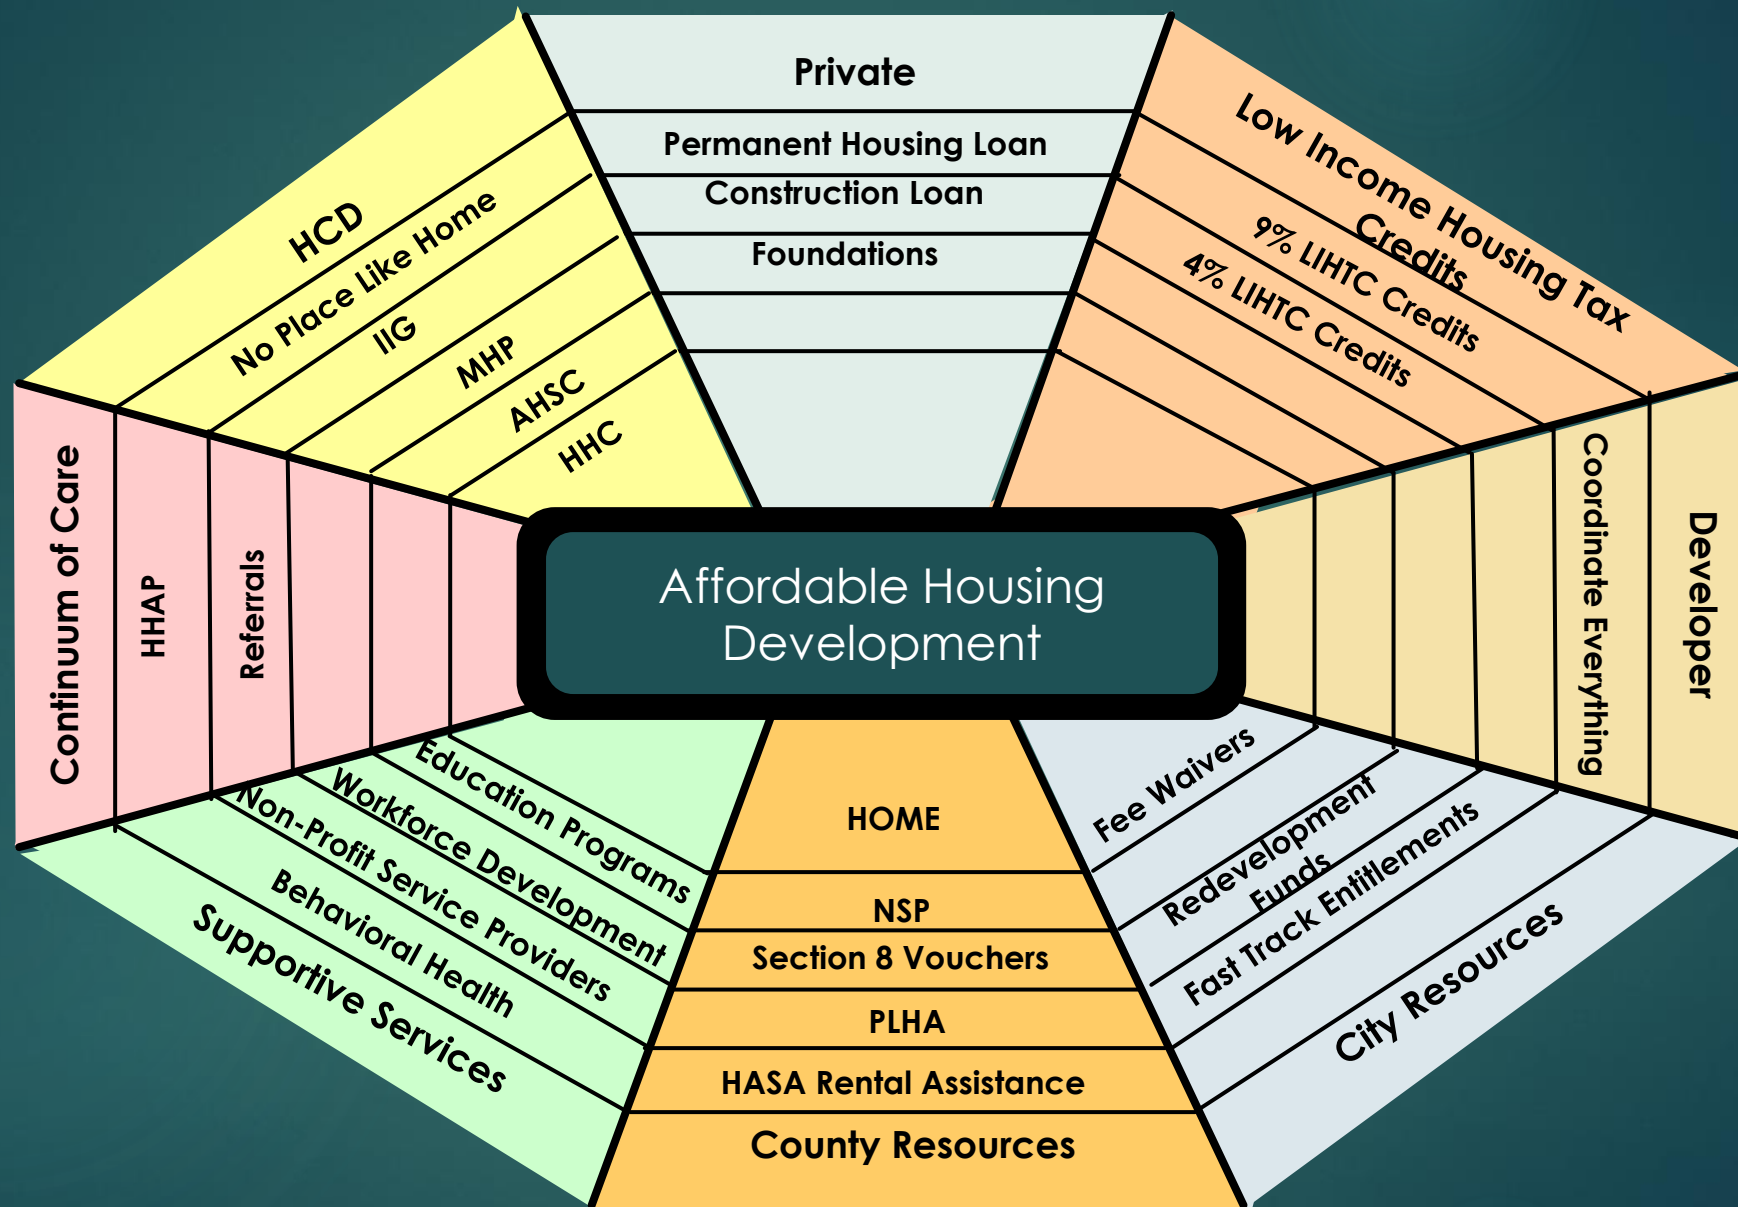 Private
Permanent Housing Loan
Construction Loan
Foundations
Low Income Housing Tax
Credits
9% LIHTC Credits
4% LIHTC Credits
Developer
Coordinate Everything
City Resources
Fast Track Entitlements
Redevelopment
Funds
Fee Waivers
HOME
NSP
Section 8 Vouchers
PLHA
HASA Rental Assistance
County Resources
Supportive Services
Behavioral Health
Non-Profit Service Providers
Workforce Development
Education Programs
Continuum of Care
HHAP
Referrals
HCD
No Place Like Home
IIG
MHP
AHSC
HHC
Affordable Housing
Development